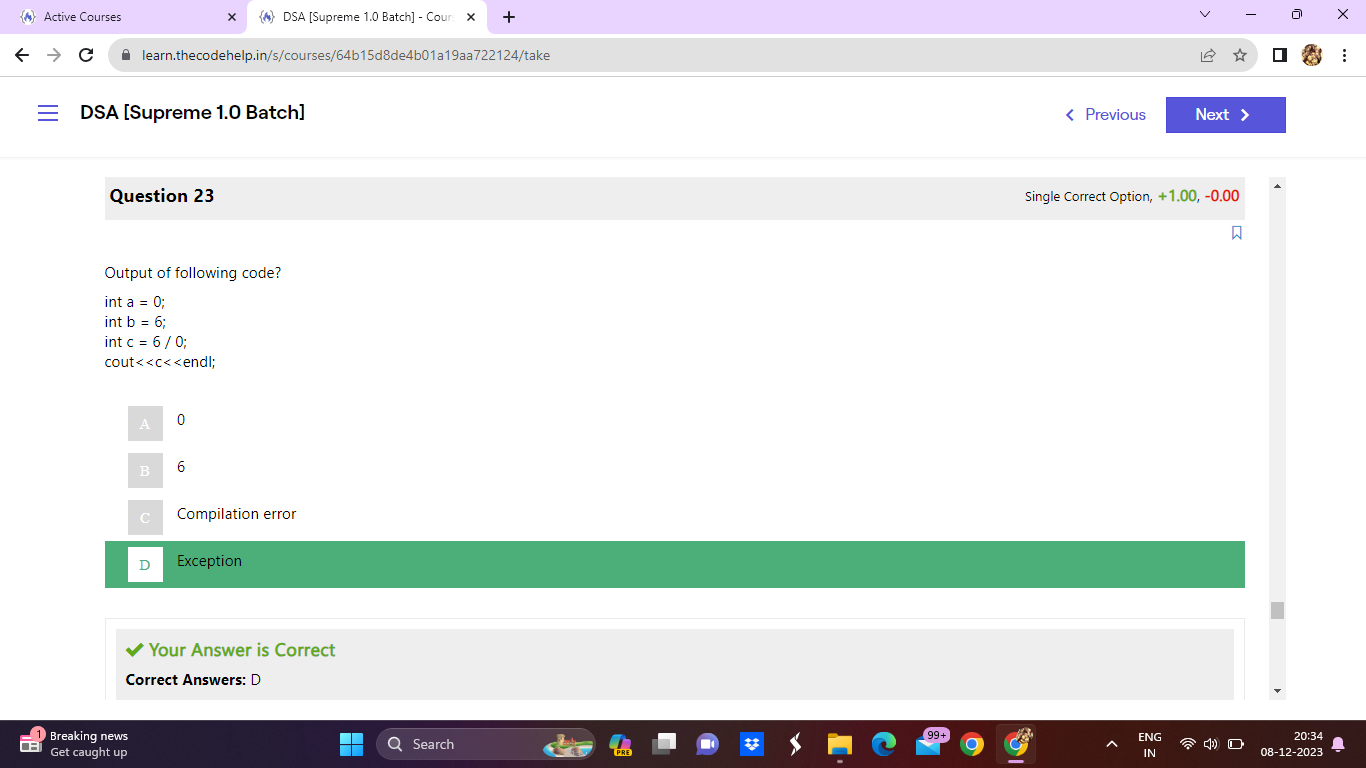 Active Courses
DSA [Supreme 1.0 Batch] - Cour
learn.thecodehelp.in/s/courses/64b15d8de4b01a19aa722124/take
DSA [Supreme 1.0 Batch]
Previous
Next
Question 23
Single Correct Option, +1.00, -0.00
Output of following code?
int a = 0;
int b = 6;
int c = 6 / 0;
cout<<c<<endl;
A 0
B 6
C Compilation error
D Exception
Your Answer is Correct
Correct Answers: D
1
Breaking news
Get caught up
Search
PRE
99+
ENG
IN
20:34
08-12-2023